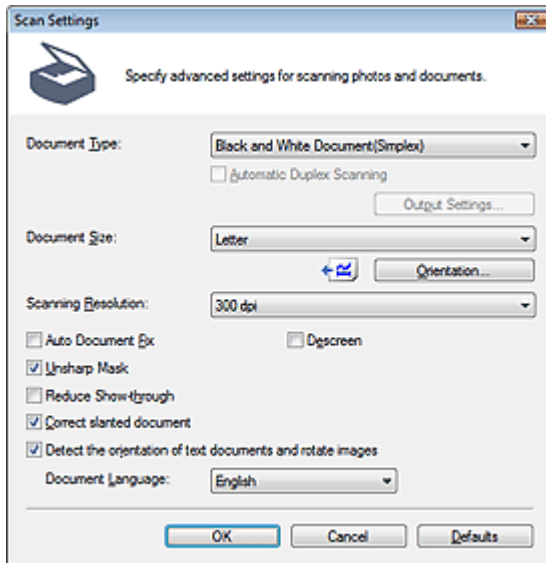 Scan Settings
Specify advanced settings for scanning photos and documents.
Document Type: Black and White Document(Simplex)
Automatic Duplex Scanning
Output Settings...
Document Size: Letter
Orientation...
Scanning Resolution: 300 dpi
Auto Document Fix Descreen
Unsharp Mask
Reduce Show-through
Correct slanted document
Detect the orientation of text documents and rotate images
Document Language: English
OK Cancel Defaults